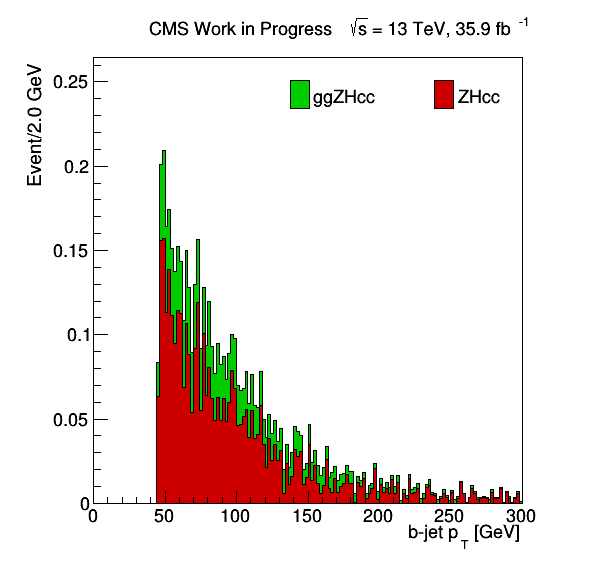 CMS Work in Progress √s = 13 TeV, 35.9 fb -1
Event/2.0 GeV
ggZHcc ZHcc
0.25
0.2
0.15
0.1
0.05
0
0 50 100 150 200 250 300
b-jet p T [GeV]